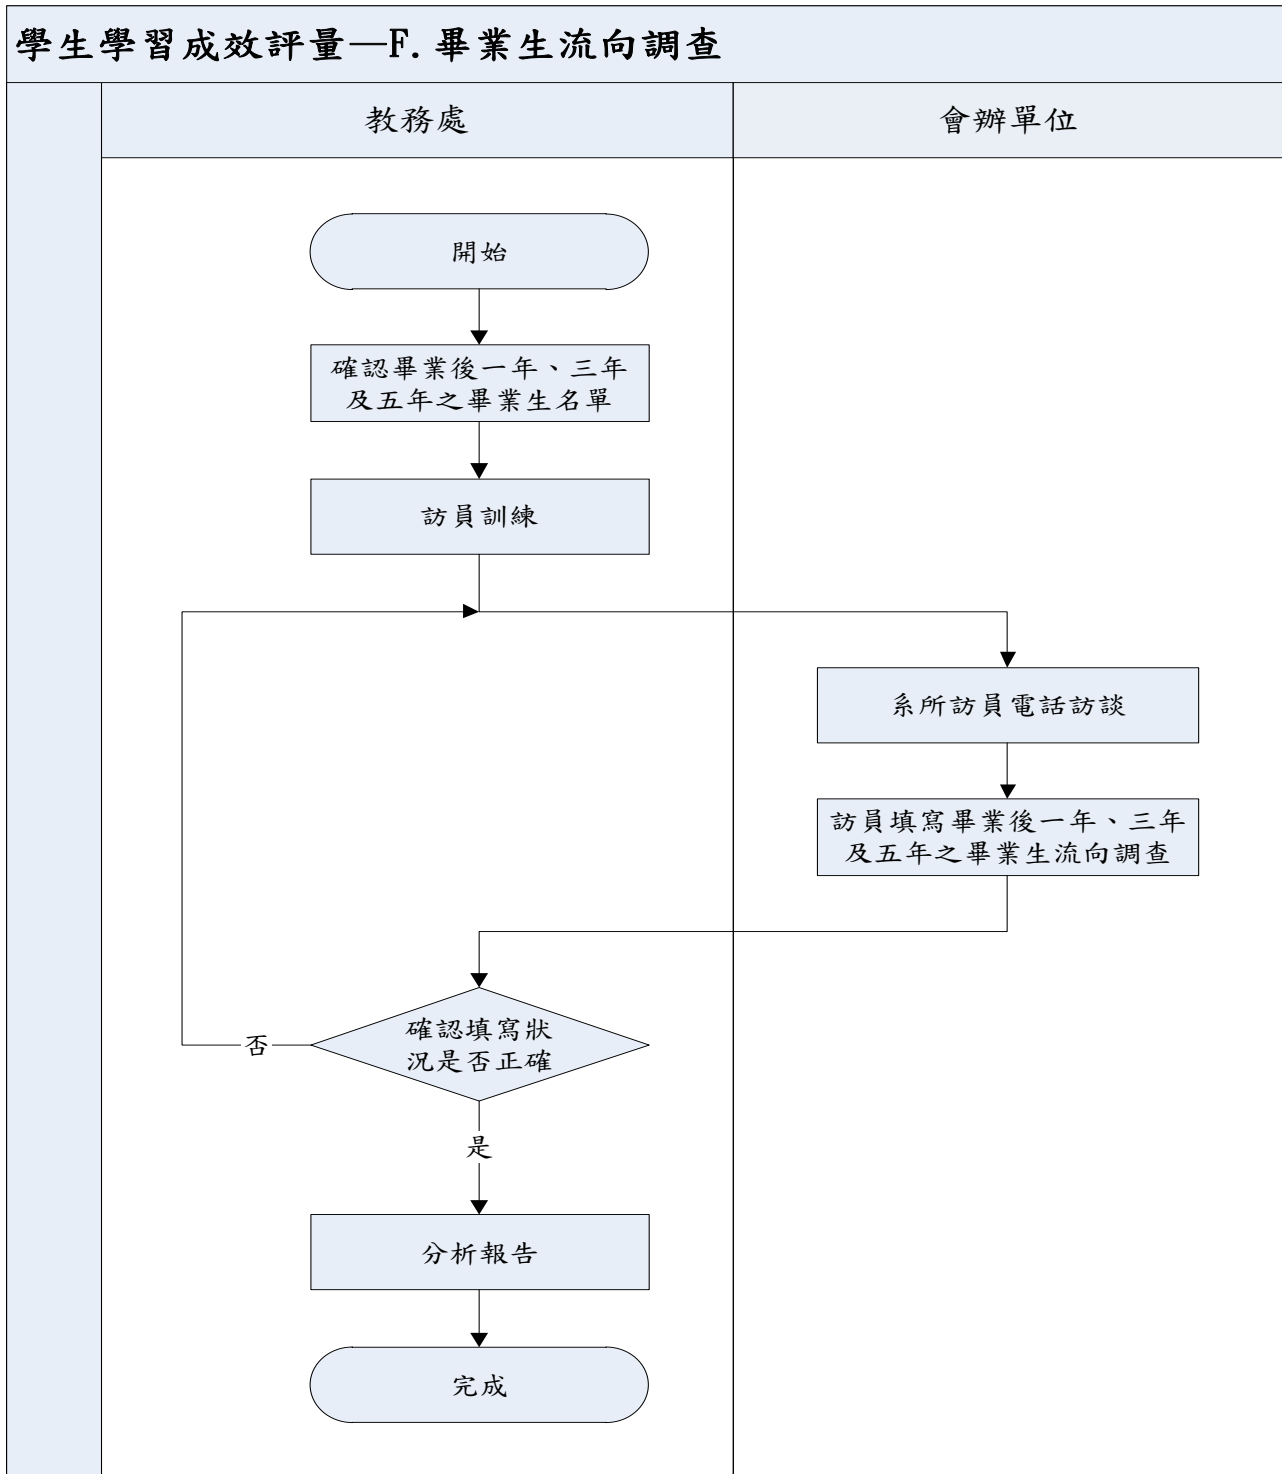 學生學習成效評量—F.畢業生流向調查
教務處
會辦單位
開始
確認畢業後一年、三年
及五年之畢業生名單
訪員訓練
系所訪員電話訪談
訪員填寫畢業後一年、三年
及五年之畢業生流向調查
確認填寫狀
況是否正確
否
是
分析報告
完成